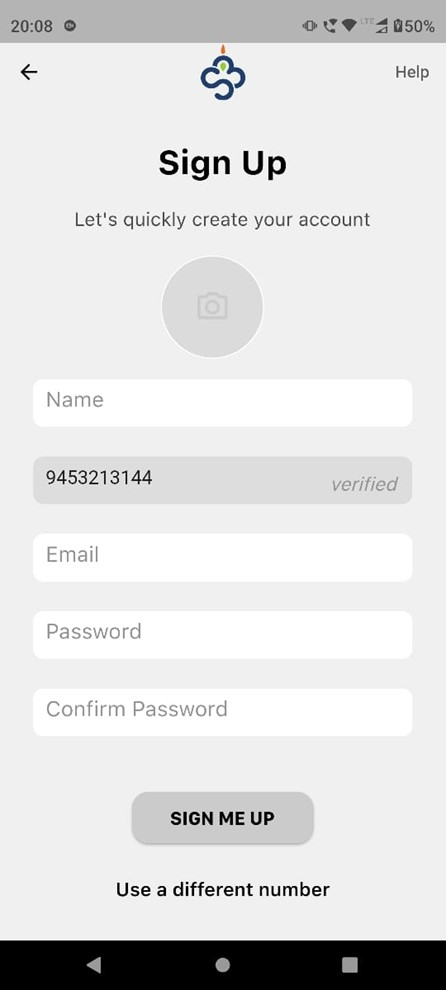 20:08 LTE 50%
Help
Sign Up
Let's quickly create your account
Name
9453213144 verified
Email
Password
Confirm Password
SIGN ME UP
Use a different number